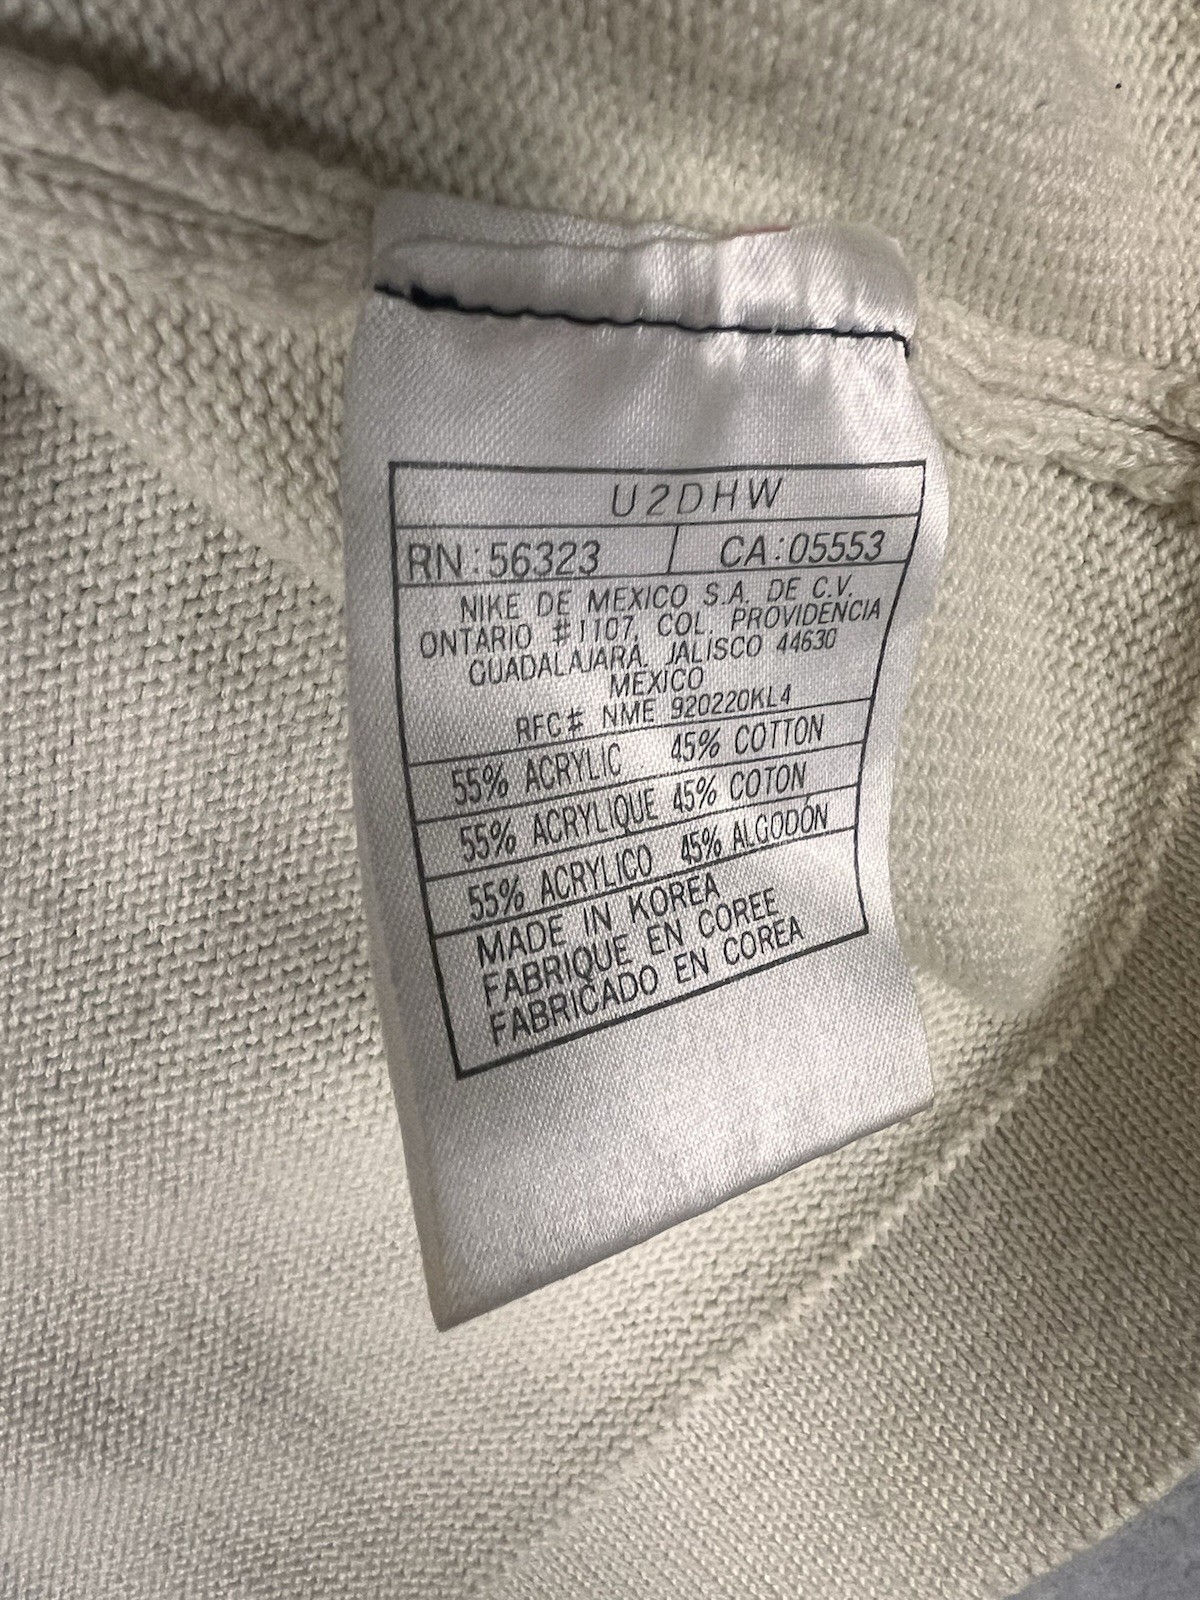 U2DHW
RN:56323 / CA:05553
NIKE DE MEXICO S.A. DE C.V.
ONTARIO #1107, COL. PROVIDENCIA
GUADALAJARA, JALISCO 44630
MEXICO
RFC# NME 920220KL4
55% ACRYLIC 45% COTTON
55% ACRYLIQUE 45% COTON
55% ACRYLICO 45% ALGODÓN
MADE IN KOREA
FABRIQUE EN COREE
FABRICADO EN COREA